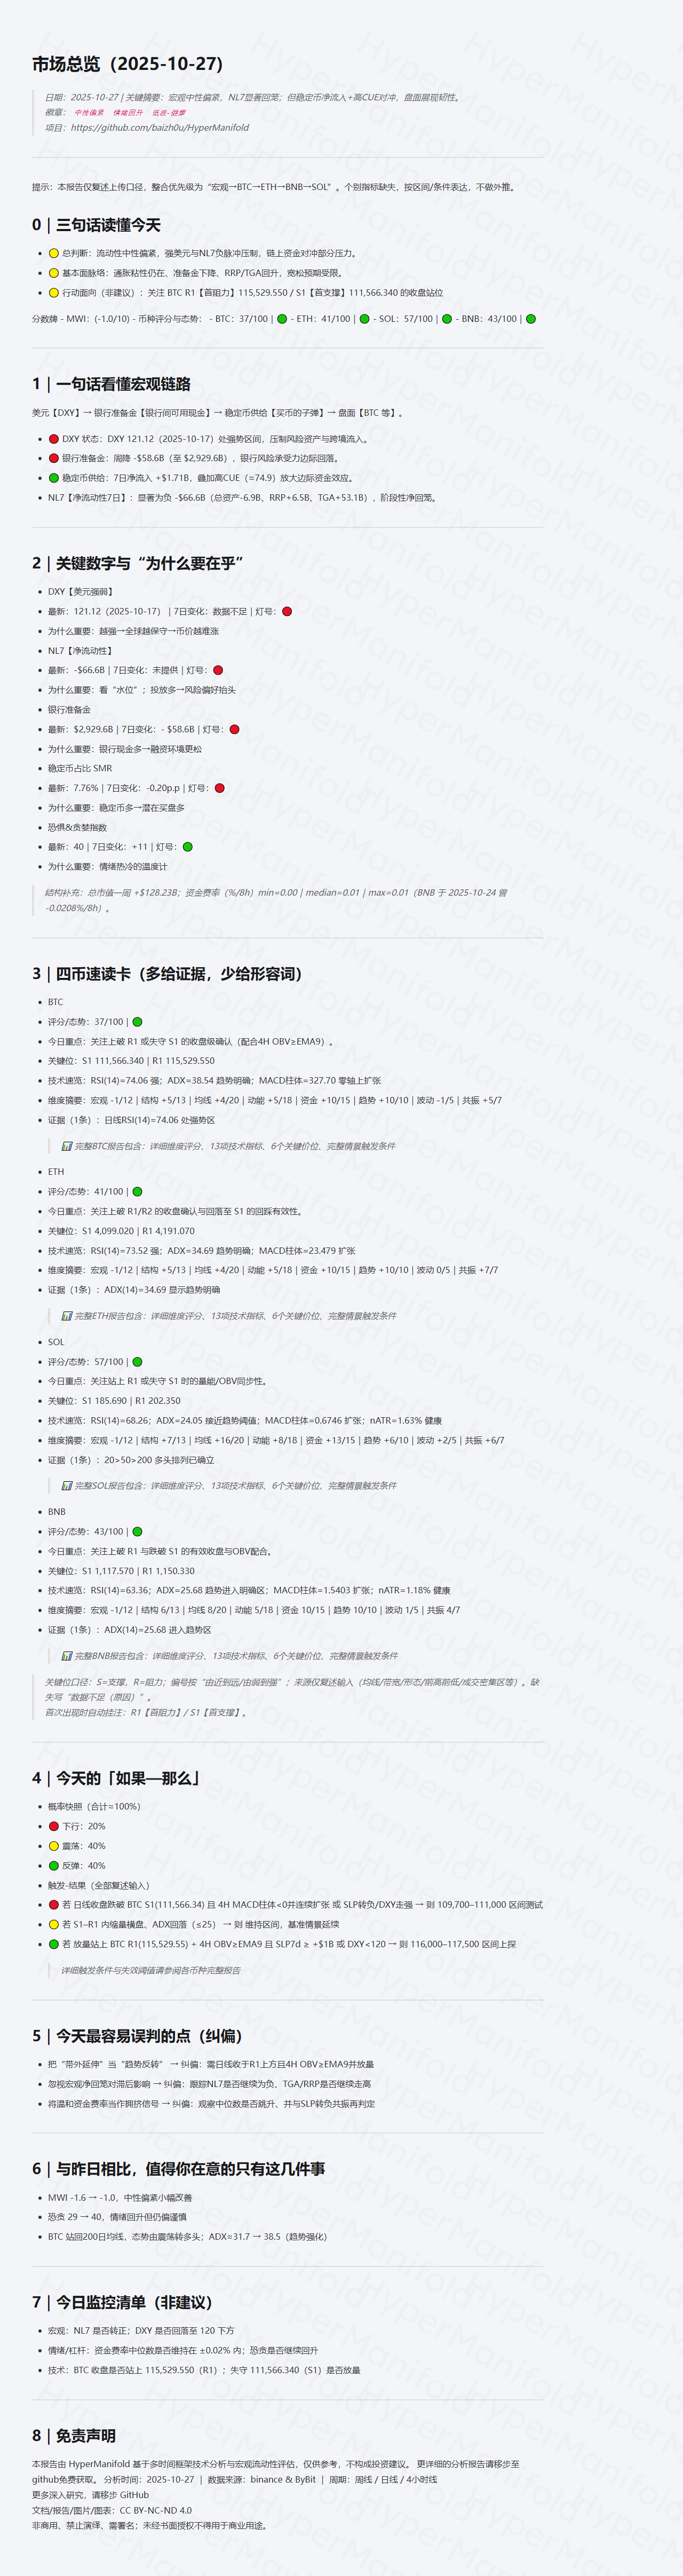 市场总览（2025-10-27）
日期：2025-10-27 | 关键摘要：宏观中性偏紧，NL7显著回笼；但稳定币净流入+高CUE对冲，盘面展现韧性。
徽章： 中性偏紧 情绪回升
项目：https://github.com/baizh0u/HyperManifold
提示：本报告仅复述上传口径，整合优先级为“宏观→BTC→ETH→BNB→SOL”。个别指标缺失，按区间/条件表达，不做外推。
0｜三句话读懂今天
总判断：流动性中性偏紧，强美元与NL7负脉冲压制，链上资金对冲部分压力。
基本面脉络：通胀粘性仍在、准备金下降、RRP/TGA回升，宽松预期受限。
行动面向（非建议）：关注 BTC R1【首阻力】115,529.550 / S1【首支撑】111,566.340 的收盘站位
分数牌 - MWI：(-1.0/10) - 币种评分与态势： - BTC：37/100｜🟢 - ETH：41/100｜🟢 - SOL：57/100｜🟢 - BNB：43/100｜🟢
1｜一句话看懂宏观链路
美元【DXY】→ 银行准备金【银行间可用现金】→ 稳定币供给【买币的子弹】→ 盘面【BTC 等】。
DXY 状态：DXY 121.12（2025-10-17）处强势区间，压制风险资产与跨境流入。
银行准备金：周降 -$58.6B（至 $2,929.6B），银行风险承受力边际回落。
稳定币供给：7日净流入 +$1.71B，叠加高CUE（≈74.9）放大边际资金效应。
NL7【净流动性7日】：显著为负 -$66.6B（总资产-6.9B、RRP+6.5B、TGA+53.1B），阶段性净回笼。
2｜关键数字与“为什么要在乎”
DXY【美元强弱】
最新：121.12（2025-10-17）｜7日变化：数据不足｜灯号：🔴
为什么重要：越强→全球越保守→币价越难涨
NL7【净流动性】
最新：-$66.6B｜7日变化：未提供｜灯号：🔴
为什么重要：看“水位”；投放多→风险偏好抬头
银行准备金
最新：$2,929.6B｜7日变化：- $58.6B｜灯号：🔴
为什么重要：银行现金多→融资环境更松
稳定币占比 SMR
最新：7.76%｜7日变化：-0.20p.p｜灯号：🔴
为什么重要：稳定币多→潜在买盘多
恐惧&贪婪指数
最新：40｜7日变化：+11｜灯号：🟢
为什么重要：情绪热冷的温度计
结构补充：总市值一周 +$128.23B；资金费率（%/8h）min=0.00｜median=0.01｜max=0.01（BNB 于 2025-10-24 曾
-0.0208%/8h）。
3｜四币速读卡（多给证据，少给形容词）
BTC
评分/态势：37/100｜🟢
今日重点：关注上破 R1 或失守 S1 的收盘级确认（配合4H OBV≥EMA9）。
关键位：S1 111,566.340｜R1 115,529.550
技术速览：RSI(14)=74.06 强；ADX=38.54 趋势明确；MACD柱体=327.70 零轴上扩张
维度摘要：宏观 -1/12｜结构 +5/13｜均线 +4/20｜动能 +5/18｜资金 +10/15｜趋势 +10/10｜波动 -1/5｜共振 +5/7
证据（1条）：日线RSI(14)=74.06 处强势区
📊 完整BTC报告包含：详细维度评分、13项技术指标、6个关键价位、完整情景触发条件
ETH
评分/态势：41/100｜🟢
今日重点：关注上破 R1/R2 的收盘确认与回落至 S1 的回踩有效性。
关键位：S1 4,099.020｜R1 4,191.070
技术速览：RSI(14)=73.52 强；ADX=34.69 趋势明确；MACD柱体=23.479 扩张
维度摘要：宏观 -1/12｜结构 +5/13｜均线 +4/20｜动能 +5/18｜资金 +10/15｜趋势 +10/10｜波动 0/5｜共振 +7/7
证据（1条）：ADX(14)=34.69 显示趋势明确
📊 完整ETH报告包含：详细维度评分、13项技术指标、6个关键价位、完整情景触发条件
SOL
评分/态势：57/100｜🟢
今日重点：关注站上 R1 或失守 S1 时的量能/OBV同步性。
关键位：S1 185.690｜R1 202.350
技术速览：RSI(14)=68.26；ADX=24.05 接近趋势阈值；MACD柱体=0.6746 扩张；nATR=1.63% 健康
维度摘要：宏观 -1/12｜结构 +7/13｜均线 +16/20｜动能 +8/18｜资金 +13/15｜趋势 +6/10｜波动 +2/5｜共振 +6/7
证据（1条）：20>50>200 多头排列已确立
📊 完整SOL报告包含：详细维度评分、13项技术指标、6个关键价位、完整情景触发条件
BNB
评分/态势：43/100｜🟢
今日重点：关注上破 R1 与跌破 S1 的有效收盘与OBV配合。
关键位：S1 1,117.570｜R1 1,150.330
技术速览：RSI(14)=63.36；ADX=25.68 趋势进入明确区；MACD柱体=1.5403 扩张；nATR=1.18% 健康
维度摘要：宏观 -1/12｜结构 6/13｜均线 8/20｜动能 5/18｜资金 10/15｜趋势 10/10｜波动 1/5｜共振 4/7
证据（1条）：ADX(14)=25.68 进入趋势区
📊 完整BNB报告包含：详细维度评分、13项技术指标、6个关键价位、完整情景触发条件
关键位口径：S=支撑，R=阻力；编号按“由近到远/由弱到强”；来源仅复述输入（均线/带宽/形态/前高前低/成交密集区等）。缺
失写“数据不足（原因）”。
首次出现时自动挂注：R1【首阻力】/ S1【首支撑】。
4｜今天的「如果—那么」
概率快照（合计≈100%）
🔴 下行：20%
🟡 震荡：40%
🟢 反弹：40%
触发-结果（全部复述输入）
🔴 若 日线收盘跌破 BTC S1(111,566.34) 且 4H MACD柱体<0并连续扩张 或 SLP转负/DXY走强 → 则 109,700–111,000 区间测试
🟡 若 S1–R1 内缩量横盘、ADX回落（≤25） → 则 维持区间，基准情景延续
🟢 若 放量站上 BTC R1(115,529.55) + 4H OBV≥EMA9 且 SLP7d ≥ +$1B 或 DXY<120 → 则 116,000–117,500 区间上探
详细触发条件与失效阈值请参阅各币种完整报告
5｜今天最容易误判的点（纠偏）
把“带外延伸”当“趋势反转” → 纠偏：需日线收于R1上方且4H OBV≥EMA9并放量
忽视宏观净回笼对滞后影响 → 纠偏：跟踪NL7是否继续为负、TGA/RRP是否继续走高
将温和资金费率当作拥挤信号 → 纠偏：观察中位数是否跳升、并与SLP转负共振再判定
6｜与昨日相比，值得你在意的只有这几件事
MWI -1.6 → -1.0，中性偏紧小幅改善
恐贪 29 → 40，情绪回升但仍偏谨慎
BTC 站回200日均线，态势由震荡转多头；ADX≈31.7 → 38.5（趋势强化）
7｜今日监控清单（非建议）
宏观：NL7 是否转正；DXY 是否回落至 120 下方
情绪/杠杆：资金费率中位数是否维持在 ±0.02% 内；恐贪是否继续回升
技术：BTC 收盘是否站上 115,529.550（R1）；失守 111,566.340（S1）是否放量
8｜免责声明
本报告由 HyperManifold 基于多时间框架技术分析与宏观流动性评估，仅供参考，不构成投资建议。 更详细的分析报告请移步至
github免费获取。 分析时间：2025-10-27 ｜ 数据来源：binance & ByBit ｜ 周期：周线 / 日线 / 4小时线
更多深入研究，请移步 GitHub
文档/报告/图片/图表：CC BY-NC-ND 4.0
非商用、禁止演绎、需署名；未经书面授权不得用于商业用途。